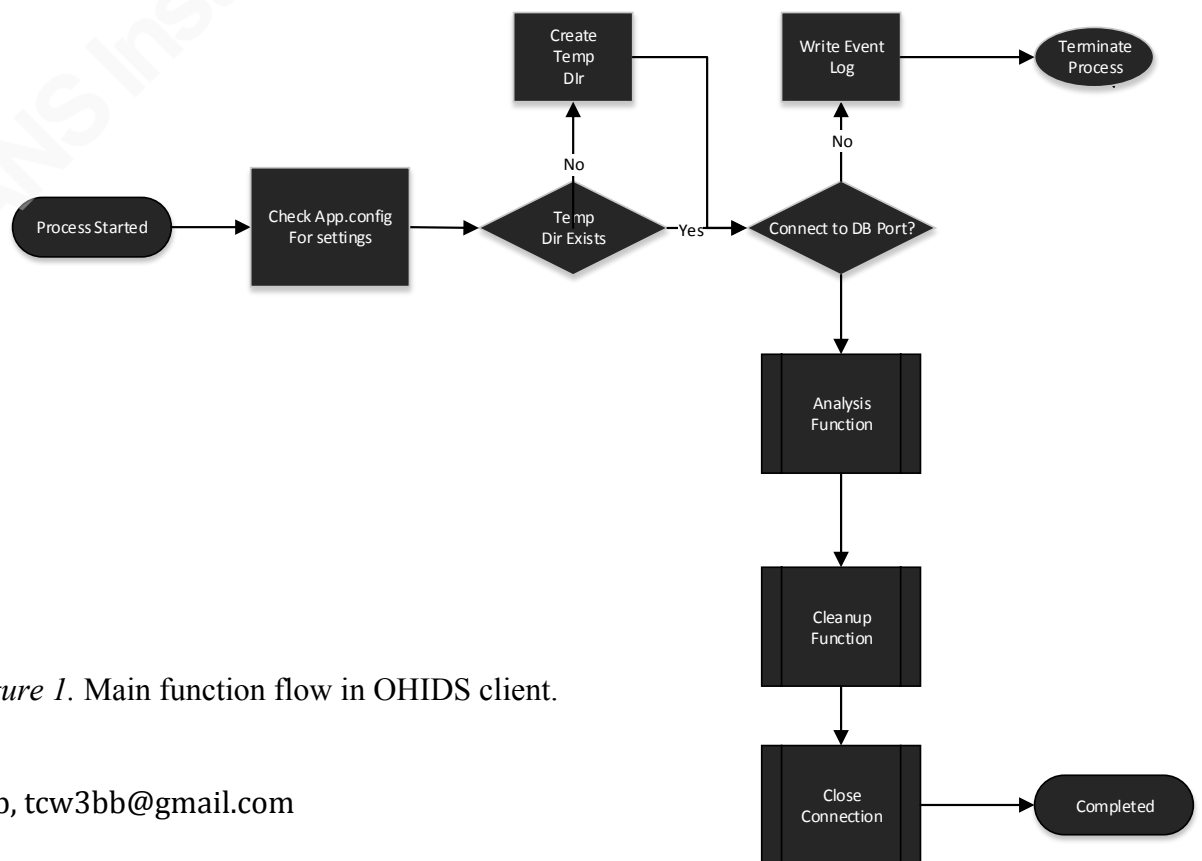 Create
Temp
DIr
Write Event
Log
Terminate
Process
No
No
Process Started
Check App.config
For settings
Temp
Dir Exists
Yes
Connect to DB Port?
Analysis
Function
Cleanup
Function
ure 1. Main function flow in OHIDS client.
Close
Connection
Completed
, tcw3bb@gmail.com